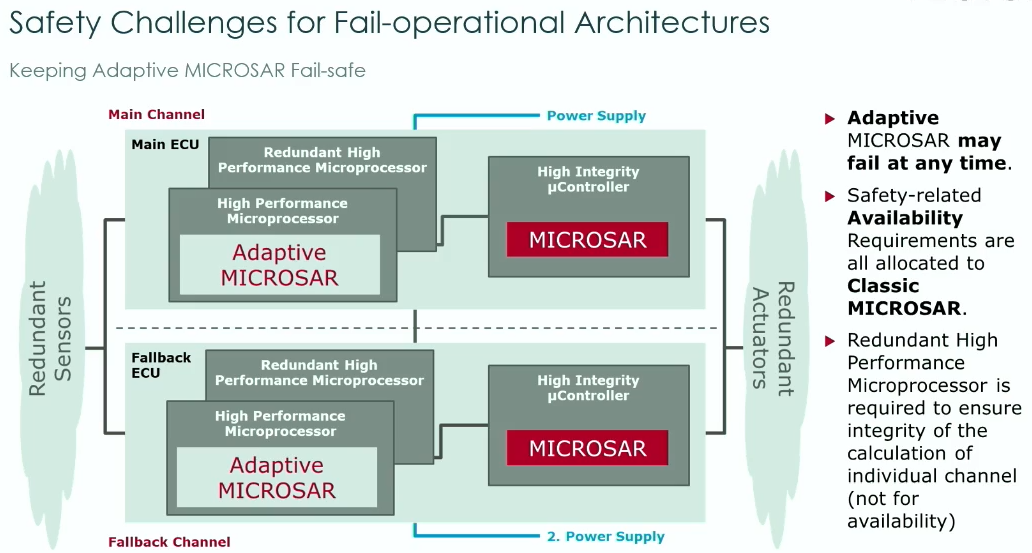 Safety Challenges for Fail-operational Architectures
Keeping Adaptive MICROSAR Fail-safe
Main Channel
Power Supply
Main ECU
Redundant High
Performance Microprocessor
High Performance
Microprocessor
Adaptive
MICROSAR
High Integrity
µController
MICROSAR
Redundant
Sensors
Redundant
Actuators
Fallback
ECU
Redundant High
Performance Microprocessor
High Performance
Microprocessor
Adaptive
MICROSAR
High Integrity
µController
MICROSAR
Fallback Channel
2. Power Supply
Adaptive
MICROSAR may
fail at any time.
Safety-related
Availability
Requirements are
all allocated to
Classic
MICROSAR.
Redundant High
Performance
Microprocessor is
required to ensure
integrity of the
calculation of
individual channel
(not for
availability)